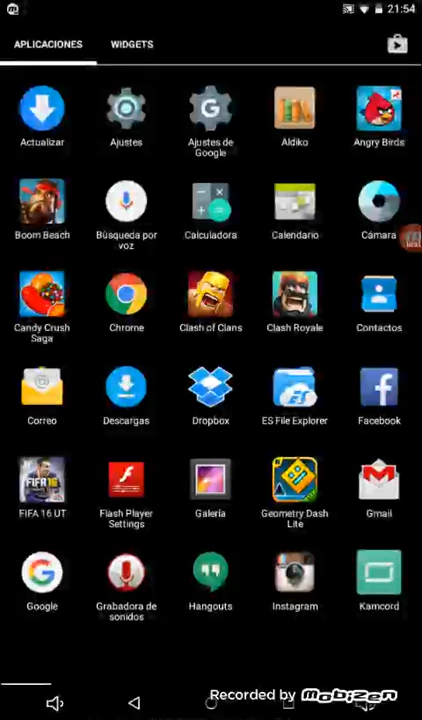 21:54
APLICACIONES WIDGETS
Actualizar Ajustes Ajustes de Google Aldiko Angry Birds
Boom Beach Búsqueda por voz Calculadora Calendario Cámara
Candy Crush Saga Chrome Clash of Clans Clash Royale Contactos
Correo Descargas Dropbox ES File Explorer Facebook
FIFA 16 UT Flash Player Settings Galería Geometry Dash Lite Gmail
Google Grabadora de sonidos Hangouts Instagram Kamcord
Recorded by mobizen